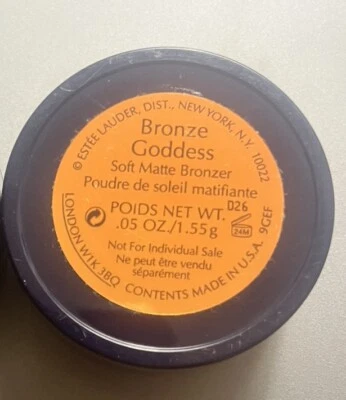 © ESTÉE LAUDER, DIST., NEW YORK, N.Y. 10022
Bronze
Goddess
Soft Matte Bronzer
Poudre de soleil matifiante
D26
POIDS NET WT.
.05 OZ./1.55g
24M
Not For Individual Sale
Ne peut être vendu
séparément
LONDON W1K 3BQ CONTENTS MADE IN U.S.A. 9GEF